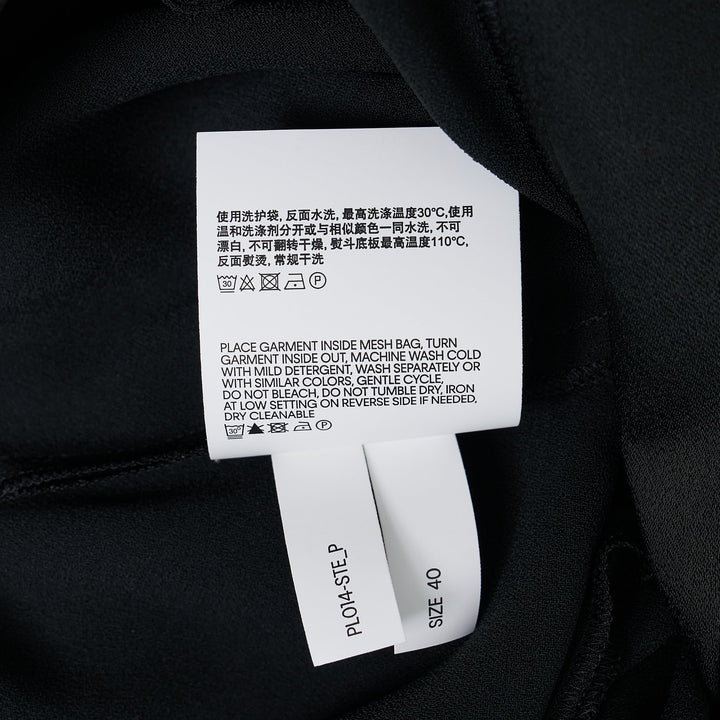 使用洗护袋, 反面水洗, 最高洗涤温度30℃,使用
温和洗涤剂分开或与相似颜色一同水洗, 不可
漂白, 不可翻转干燥, 熨斗底板最高温度110℃,
反面熨烫, 常规干洗
30 P
PLACE GARMENT INSIDE MESH BAG, TURN
GARMENT INSIDE OUT, MACHINE WASH COLD
WITH MILD DETERGENT, WASH SEPARATELY OR
WITH SIMILAR COLORS, GENTLE CYCLE,
DO NOT BLEACH, DO NOT TUMBLE DRY, IRON
AT LOW SETTING ON REVERSE SIDE IF NEEDED,
DRY CLEANABLE
30° P
PL014-STE_P
SIZE 40